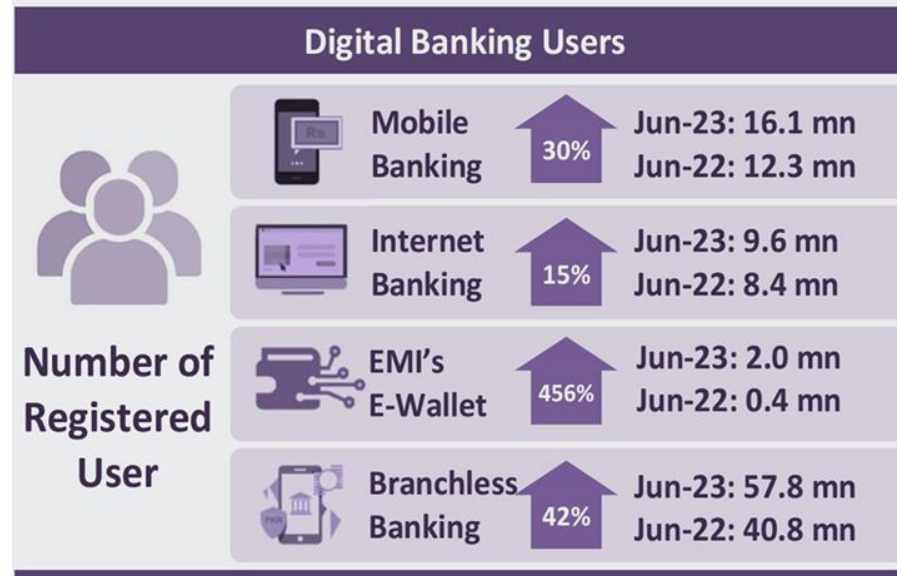 Digital Banking Users
Number of
Registered
User
Rs
Mobile
Banking
30%
Jun-23: 16.1 mn
Jun-22: 12.3 mn
Internet
Banking
15%
Jun-23: 9.6 mn
Jun-22: 8.4 mn
EMI's
E-Wallet
456%
Jun-23: 2.0 mn
Jun-22: 0.4 mn
PKR
Branchless
Banking
42%
Jun-23: 57.8 mn
Jun-22: 40.8 mn